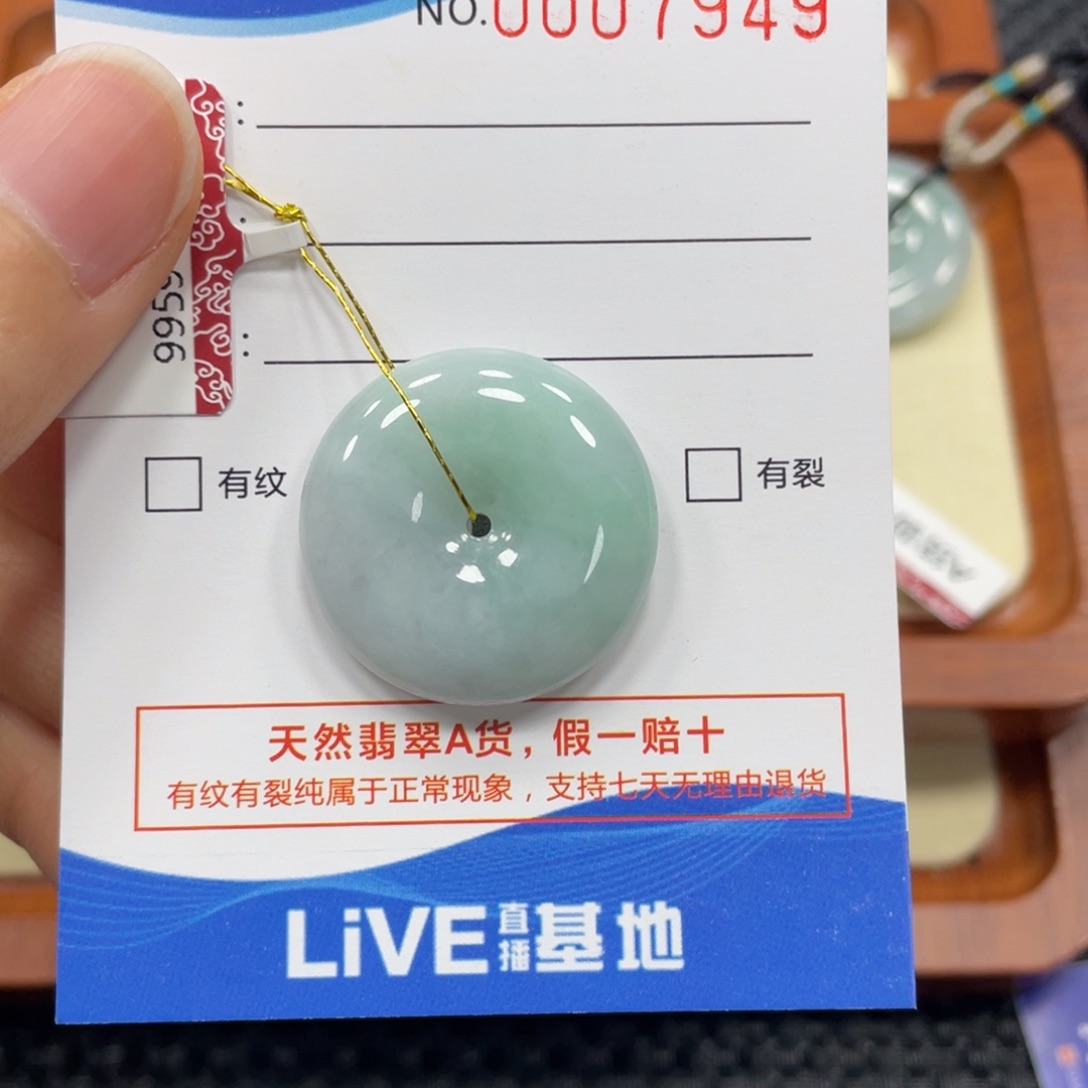 NO.0007949
:
:
9959
:
有纹
有裂
天然翡翠A货，假一赔十
有纹有裂纯属于正常现象，支持七天无理由退货
LiVE直播基地